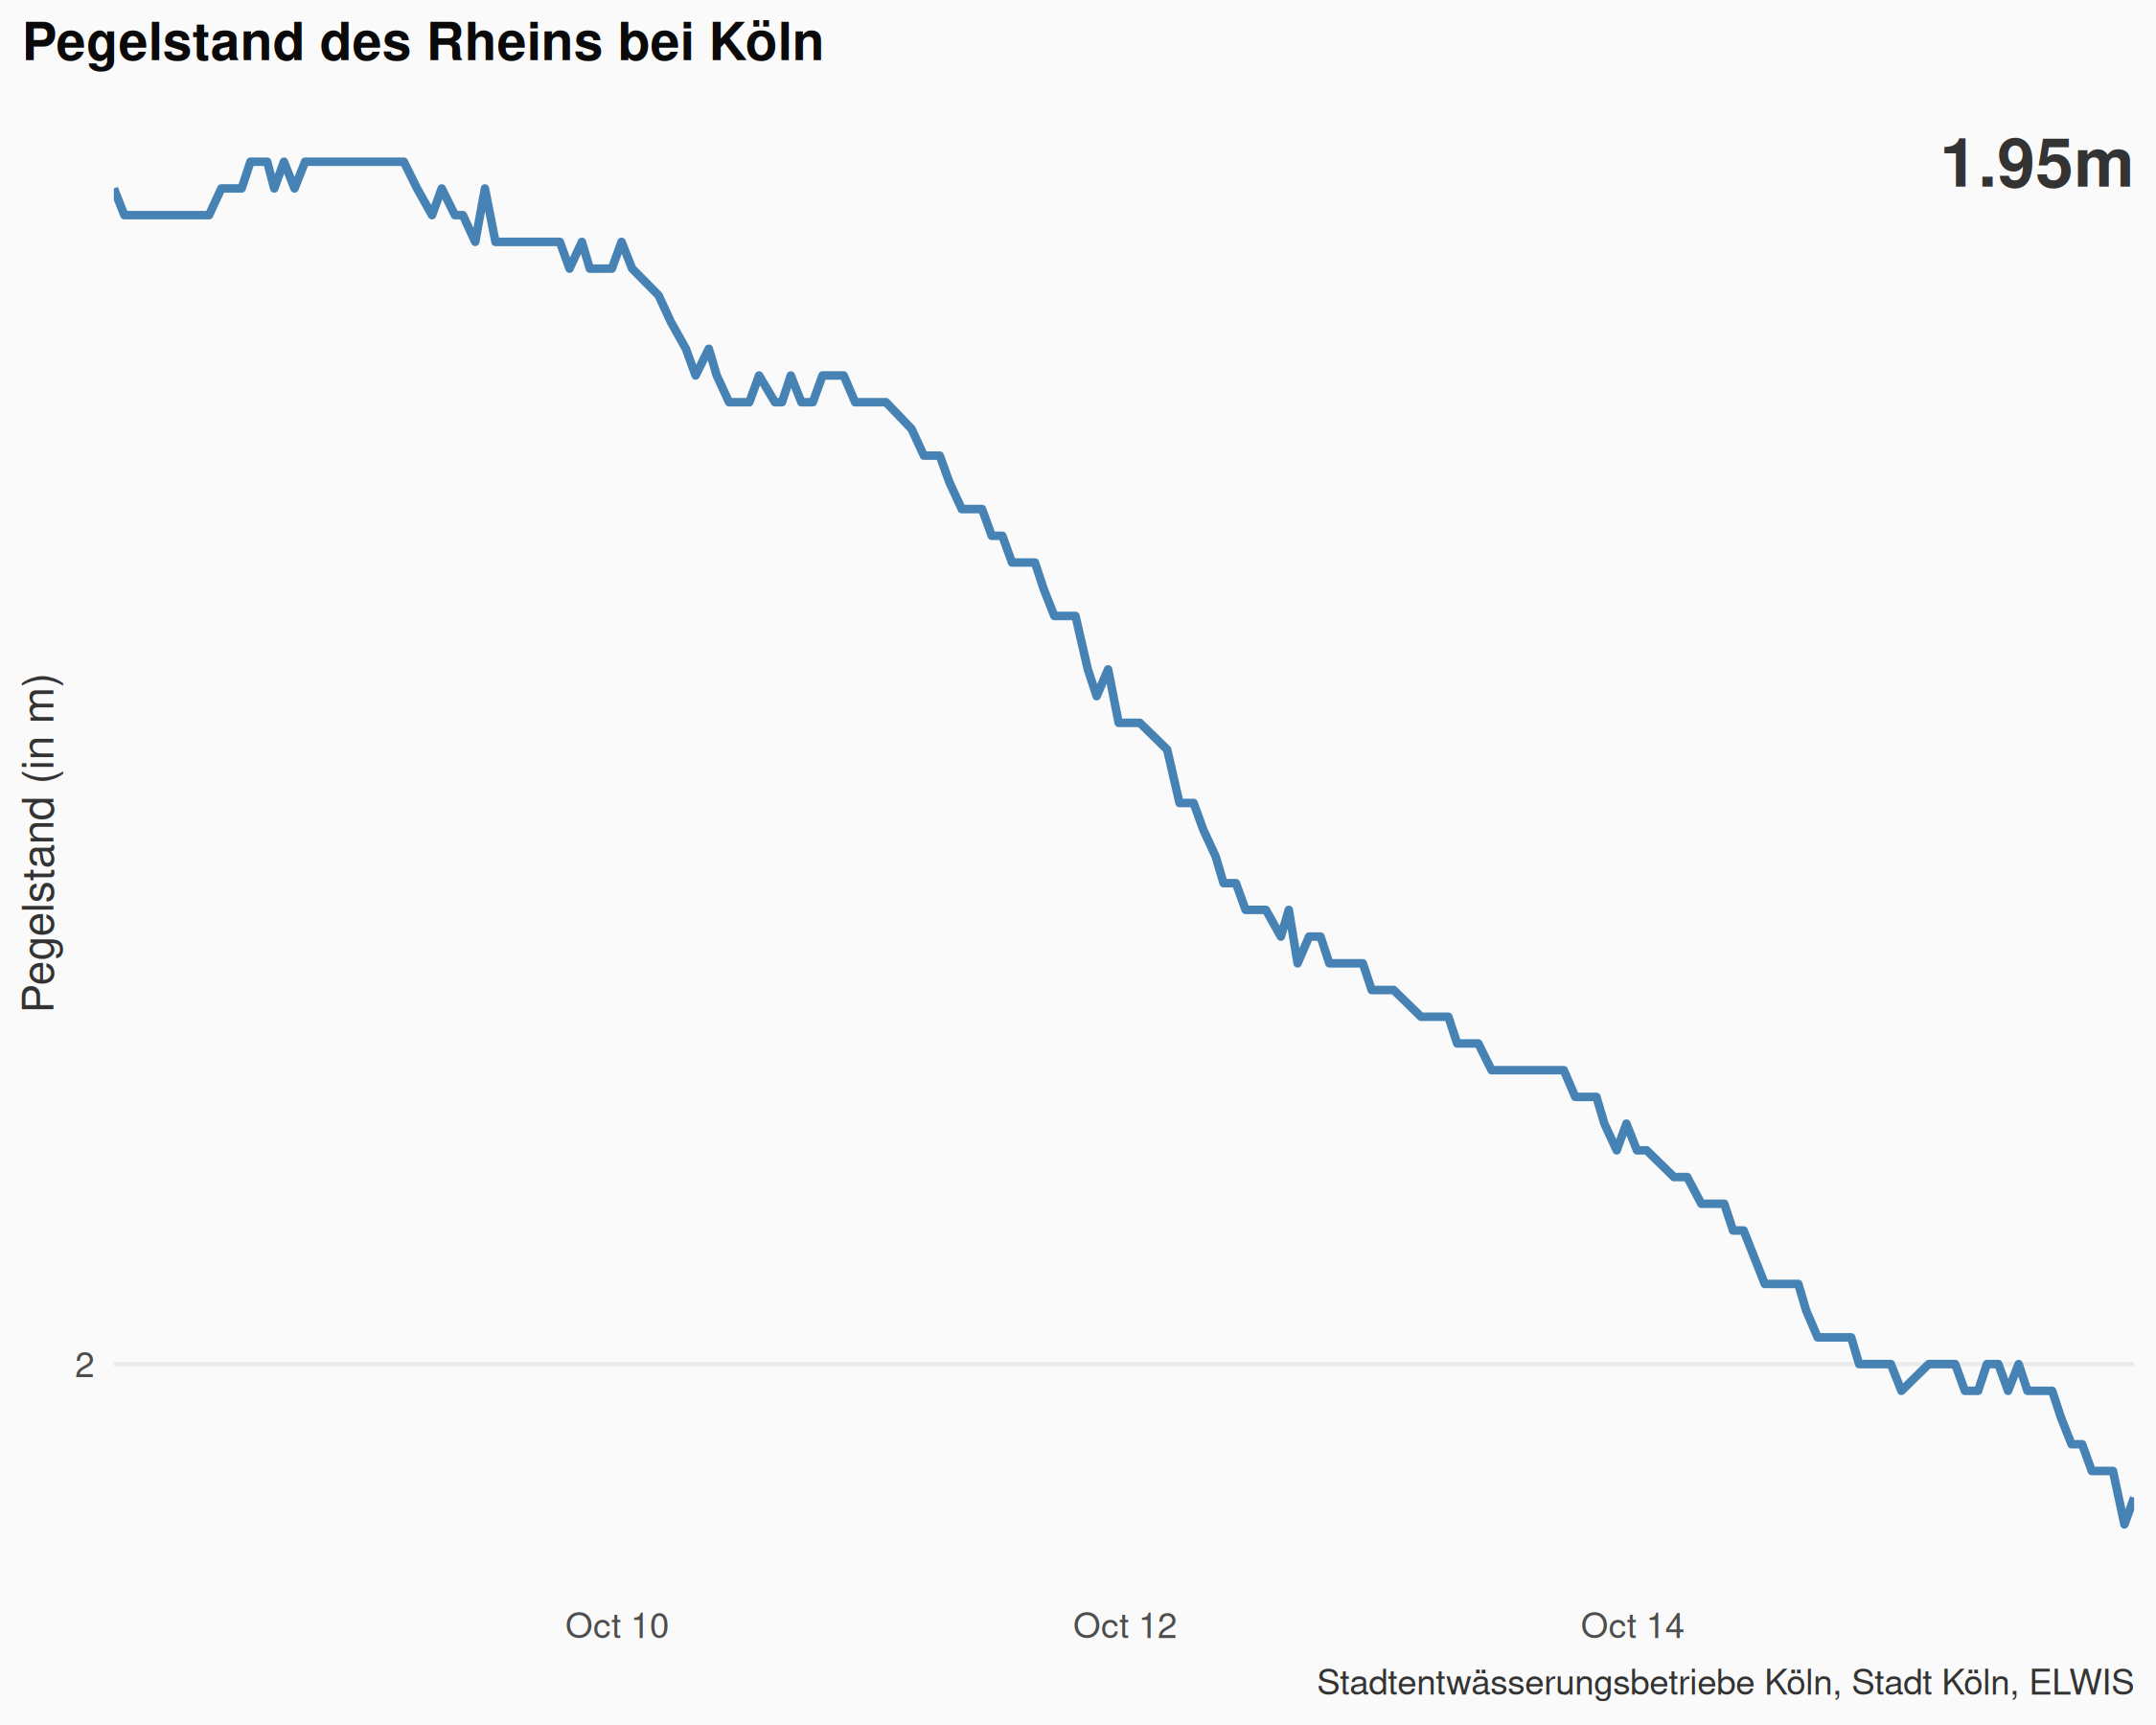 Pegelstand des Rheins bei Köln
1.95m
Pegelstand (in m)
2
Oct 10
Oct 12
Oct 14
Stadtentwässerungsbetriebe Köln, Stadt Köln, ELWIS